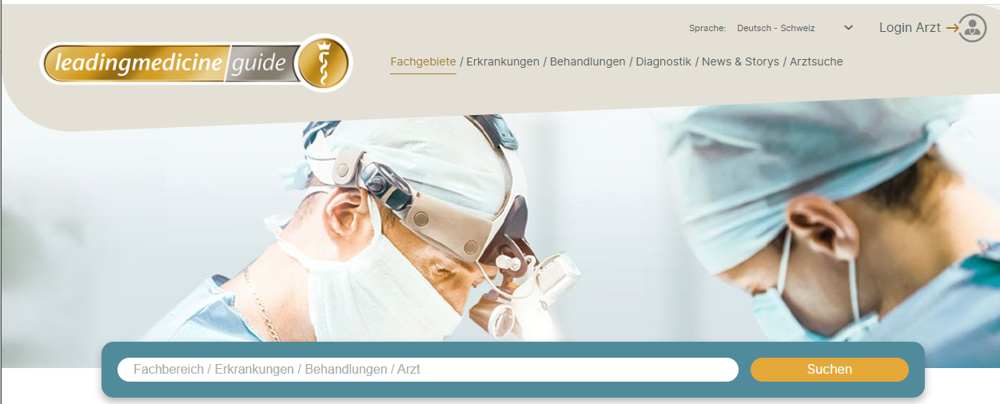 Sprache: Deutsch - Schweiz
Login Arzt
leadingmedicine guide
Fachgebiete / Erkrankungen / Behandlungen / Diagnostik / News & Storys / Arztsuche
Fachbereich / Erkrankungen / Behandlungen / Arzt
Suchen